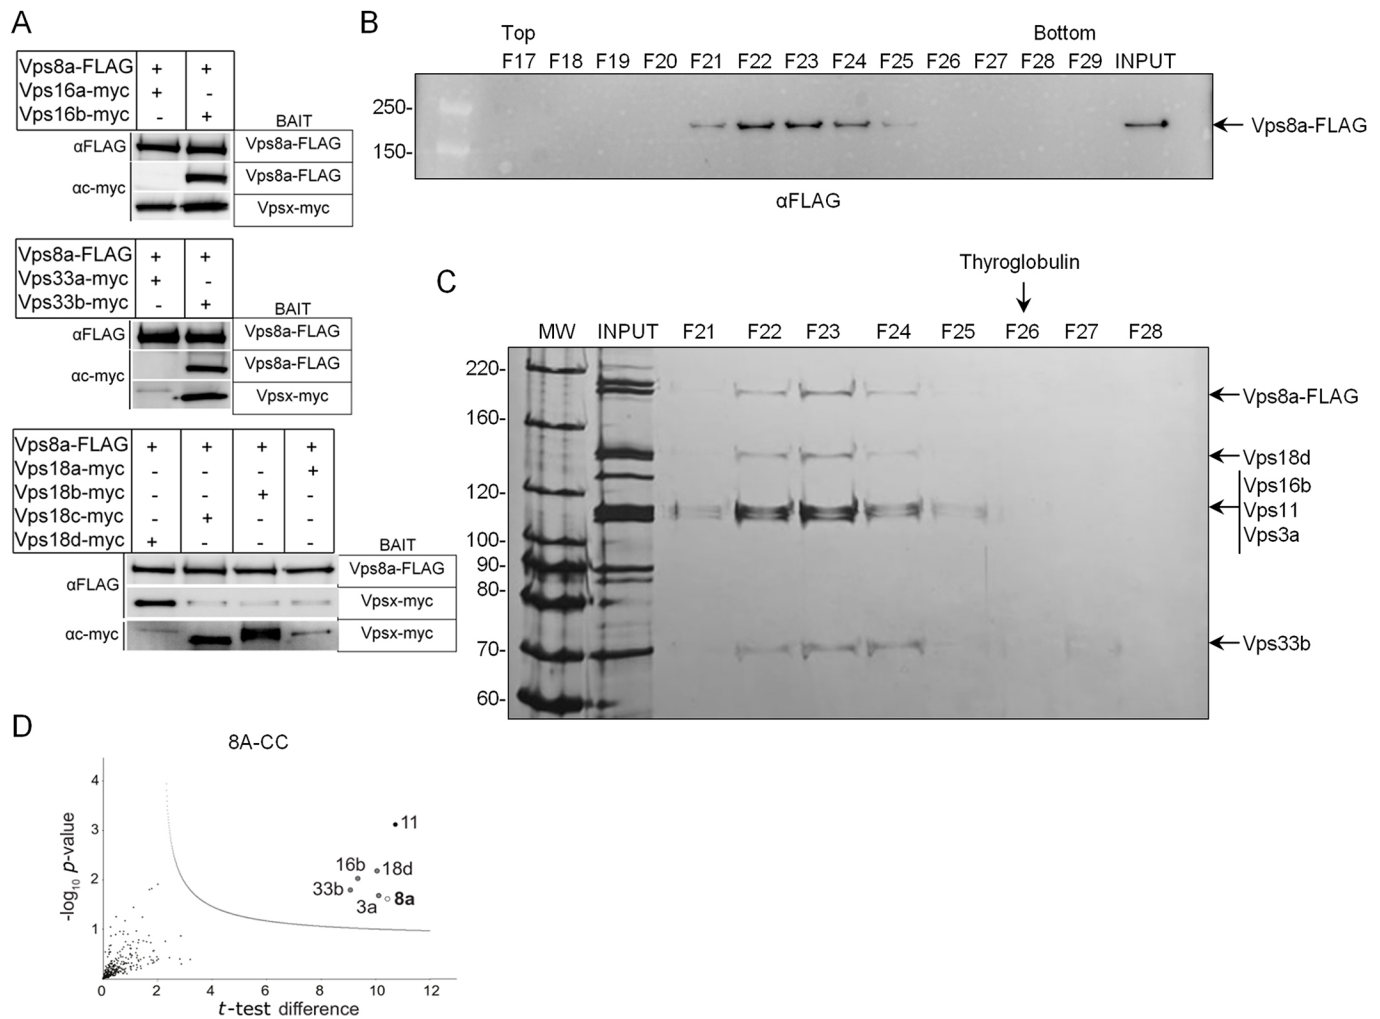 A
Vps8a-FLAG + +
Vps16a-myc + -
Vps16b-myc - +
BAIT
αFLAG Vps8a-FLAG
αc-myc Vps8a-FLAG
Vpsx-myc
Vps8a-FLAG + +
Vps33a-myc + -
Vps33b-myc - +
BAIT
αFLAG Vps8a-FLAG
αc-myc Vps8a-FLAG
Vpsx-myc
Vps8a-FLAG + + + +
Vps18a-myc - - - +
Vps18b-myc - - + -
Vps18c-myc - + - -
Vps18d-myc + - - -
BAIT
αFLAG Vps8a-FLAG
Vpsx-myc
αc-myc Vpsx-myc
B
Top Bottom
F17 F18 F19 F20 F21 F22 F23 F24 F25 F26 F27 F28 F29 INPUT
250-
Vps8a-FLAG
150-
αFLAG
C
Thyroglobulin
MW INPUT F21 F22 F23 F24 F25 F26 F27 F28
220-
Vps8a-FLAG
160-
Vps18d
120-
Vps16b
Vps11
Vps3a
100-
90-
80-
70-
Vps33b
60-
D
8A-CC
-log10 p-value
4
3
2
1
11
16b 18d
33b
3a 8a
0 2 4 6 8 10 12
t-test difference